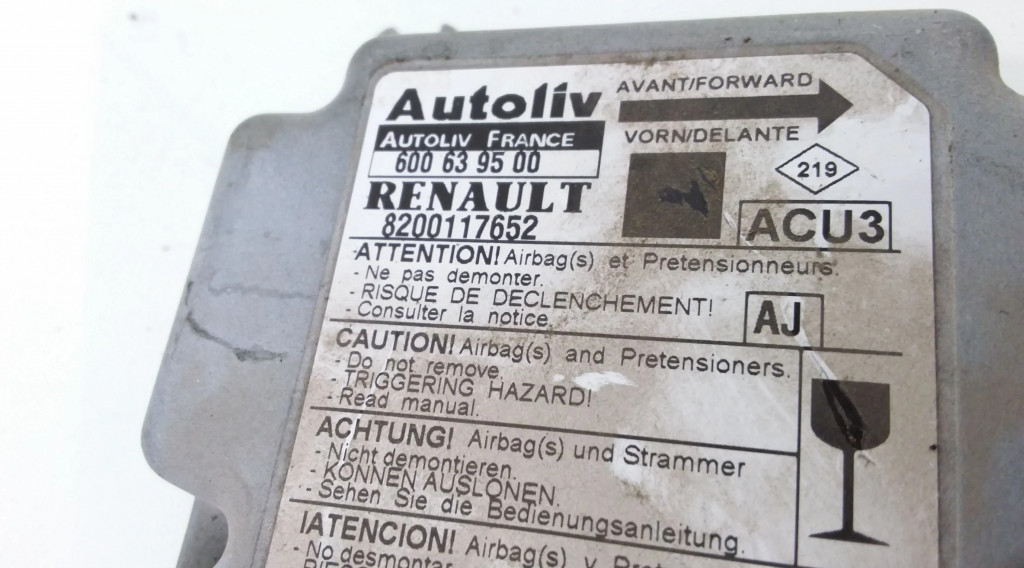 Autoliv
AVANT/FORWARD
AUTOLIV FRANCE
VORN/DELANTE
600 63 95 00
219
RENAULT
ACU3
8200117652
ATTENTION! Airbag(s) et Pretensionneurs.
- Ne pas demonter.
- RISQUE DE DECLENCHEMENT!
- Consulter la notice.
AJ
CAUTION! Airbag(s) and Pretensioners.
- Do not remove.
- TRIGGERING HAZARD!
- Read manual.
ACHTUNG! Airbag(s) und Strammer
- Nicht demontieren.
- KONNEN AUSLONEN.
- Sehen Sie die Bedienungsanleitung.
IATENCION! Airbag(s) y
- No desmontar